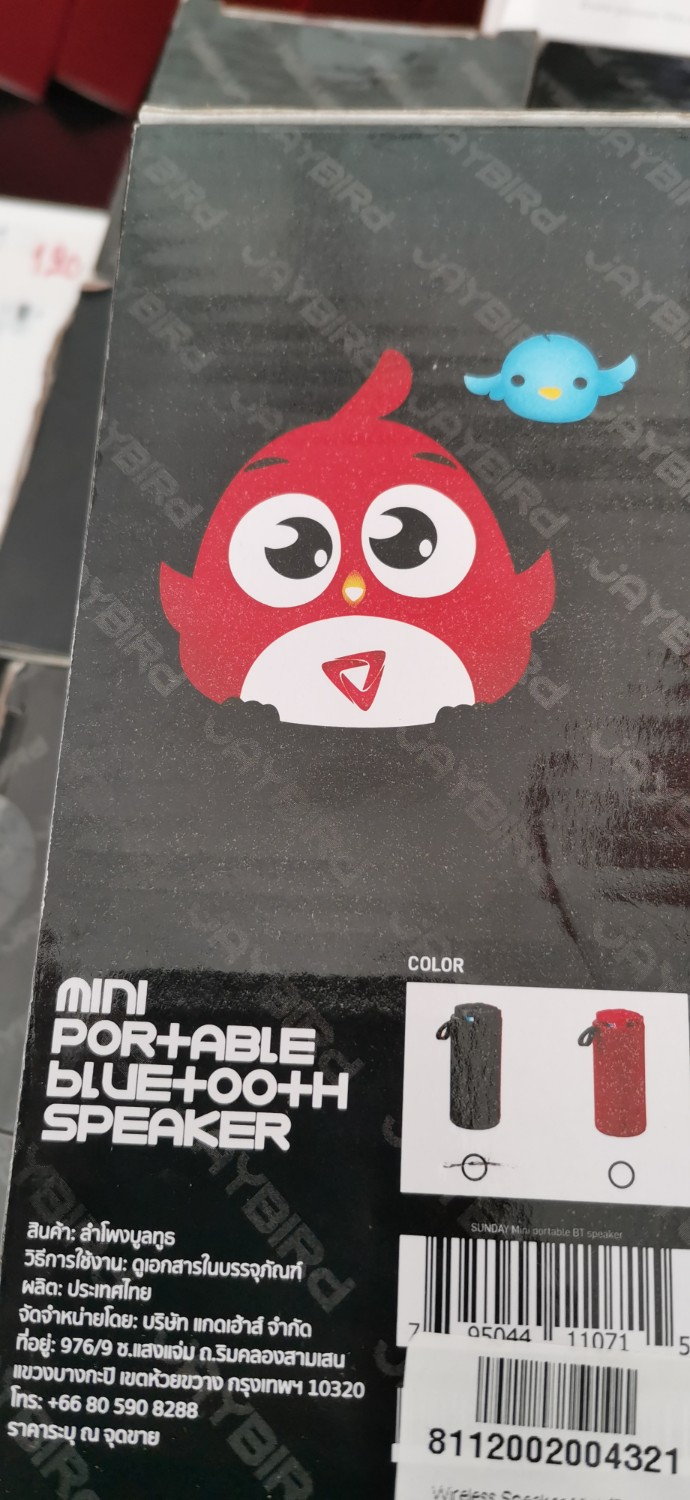 JAYBIRD
180
COLOR
MINI
PORTABLE
BLUETOOTH
SPEAKER
SUNDAY Mini portable BT speaker
สินค้า: ลำโพงบูลทูธ
วิธีการใช้งาน: ดูเอกสารในบรรจุภัณฑ์
ผลิต: ประเทศไทย
จัดจำหน่ายโดย: บริษัท แกดเฮ้าส์ จำกัด
ที่อยู่: 976/9 ซ.แสงแจ่ม ถ.ริมคลองสามเสน
แขวงบางกะปิ เขตห้วยขวาง กรุงเทพฯ 10320
โทร: +66 80 590 8288
ราคาระบุ ณ จุดขาย
7 95044 11071 5
8112002004321
Wireless Speaker